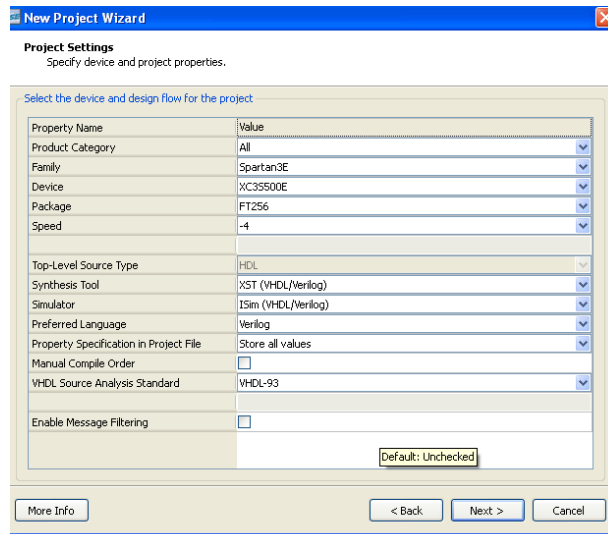 New Project Wizard
Project Settings
Specify device and project properties.
Select the device and design flow for the project
Property Name Value
Product Category All
Family Spartan3E
Device XC3S500E
Package FT256
Speed -4
Top-Level Source Type HDL
Synthesis Tool XST (VHDL/Verilog)
Simulator ISim (VHDL/Verilog)
Preferred Language Verilog
Property Specification in Project File Store all values
Manual Compile Order
VHDL Source Analysis Standard VHDL-93
Enable Message Filtering
Default: Unchecked
More Info < Back Next > Cancel